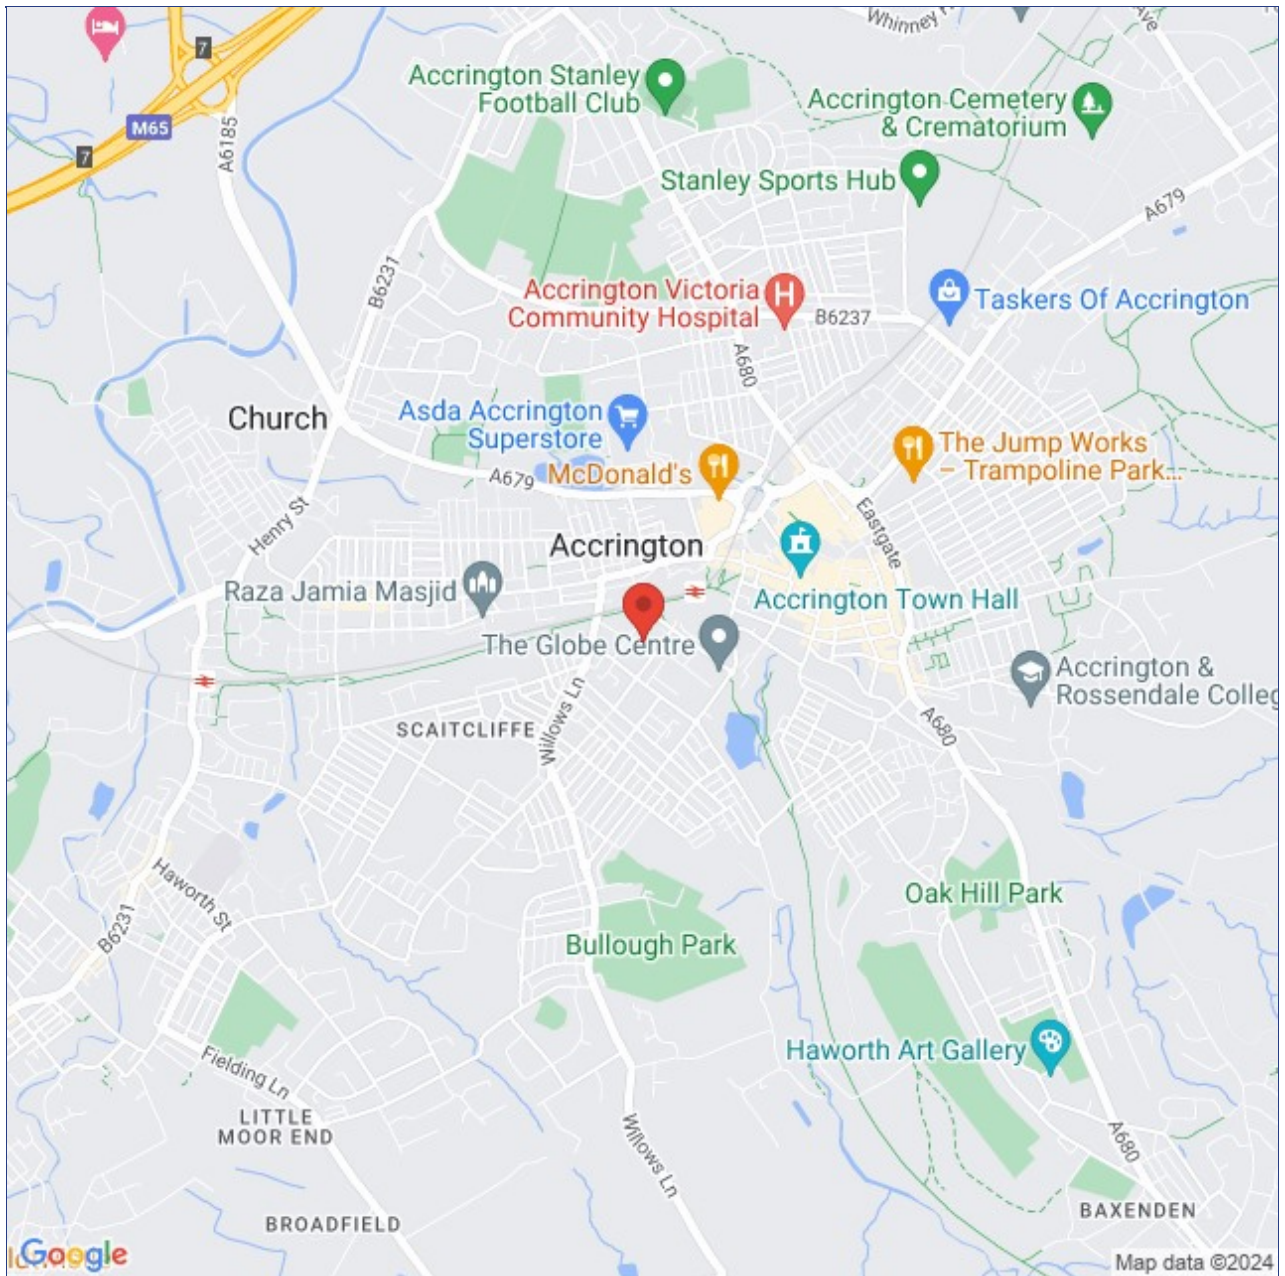 Whinney
Ave
7
Accrington Stanley
Football Club
Accrington Cemetery
& Crematorium
M65
7
A6185
Stanley Sports Hub
A679
B6231
Accrington Victoria
Community Hospital
B6237
Taskers Of Accrington
A680
Church
Asda Accrington
Superstore
The Jump Works
– Trampoline Park...
McDonald's
A679
Henry St
Eastgate
Accrington
Raza Jamia Masjid
Accrington Town Hall
The Globe Centre
Accrington &
Rossendale Colleg
Willows Ln
SCAITCLIFFE
A680
Haworth St
Oak Hill Park
B6231
Bullough Park
Haworth Art Gallery
Fielding Ln
LITTLE
MOOR END
Willows Ln
A680
BAXENDEN
BROADFIELD
Google
Map data ©2024